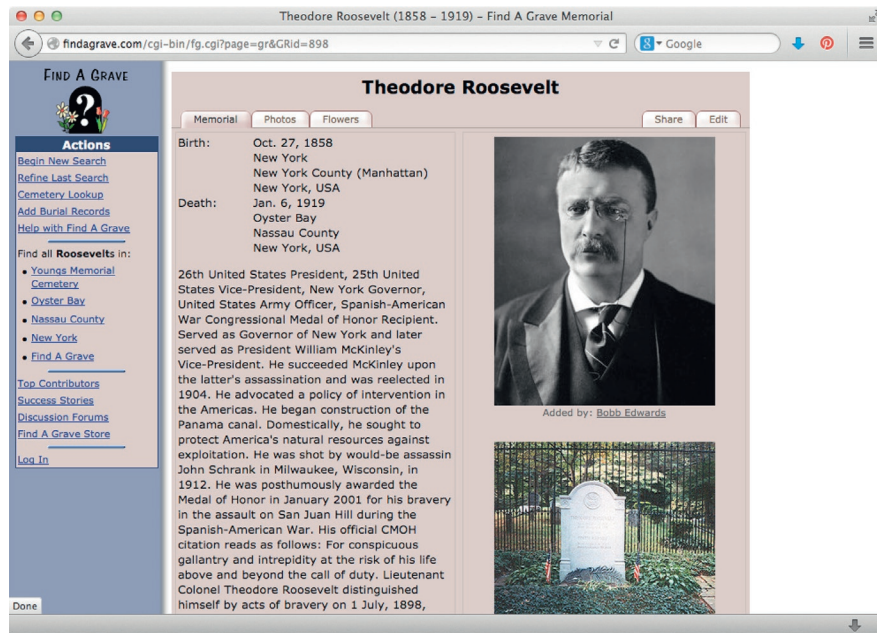 Theodore Roosevelt (1858 – 1919) – Find A Grave Memorial
findagrave.com/cgi-bin/fg.cgi?page=gr&GRid=898
Google
FIND A GRAVE
?
Actions
Begin New Search
Refine Last Search
Cemetery Lookup
Add Burial Records
Help with Find A Grave
Find all Roosevelts in:
• Youngs Memorial
Cemetery
• Oyster Bay
• Nassau County
• New York
• Find A Grave
Top Contributors
Success Stories
Discussion Forums
Find A Grave Store
Log In
Done
Theodore Roosevelt
Memorial Photos Flowers Share Edit
Birth: Oct. 27, 1858
New York
New York County (Manhattan)
New York, USA
Death: Jan. 6, 1919
Oyster Bay
Nassau County
New York, USA
26th United States President, 25th United
States Vice-President, New York Governor,
United States Army Officer, Spanish-American
War Congressional Medal of Honor Recipient.
Served as Governor of New York and later
served as President William McKinley's
Vice-President. He succeeded McKinley upon
the latter's assassination and was reelected in
1904. He advocated a policy of intervention in
the Americas. He began construction of the
Panama canal. Domestically, he sought to
protect America's natural resources against
exploitation. He was shot by would-be assassin
John Schrank in Milwaukee, Wisconsin, in
1912. He was posthumously awarded the
Medal of Honor in January 2001 for his bravery
in the assault on San Juan Hill during the
Spanish-American War. His official CMOH
citation reads as follows: For conspicuous
gallantry and intrepidity at the risk of his life
above and beyond the call of duty. Lieutenant
Colonel Theodore Roosevelt distinguished
himself by acts of bravery on 1 July, 1898,
Added by: Bobb Edwards